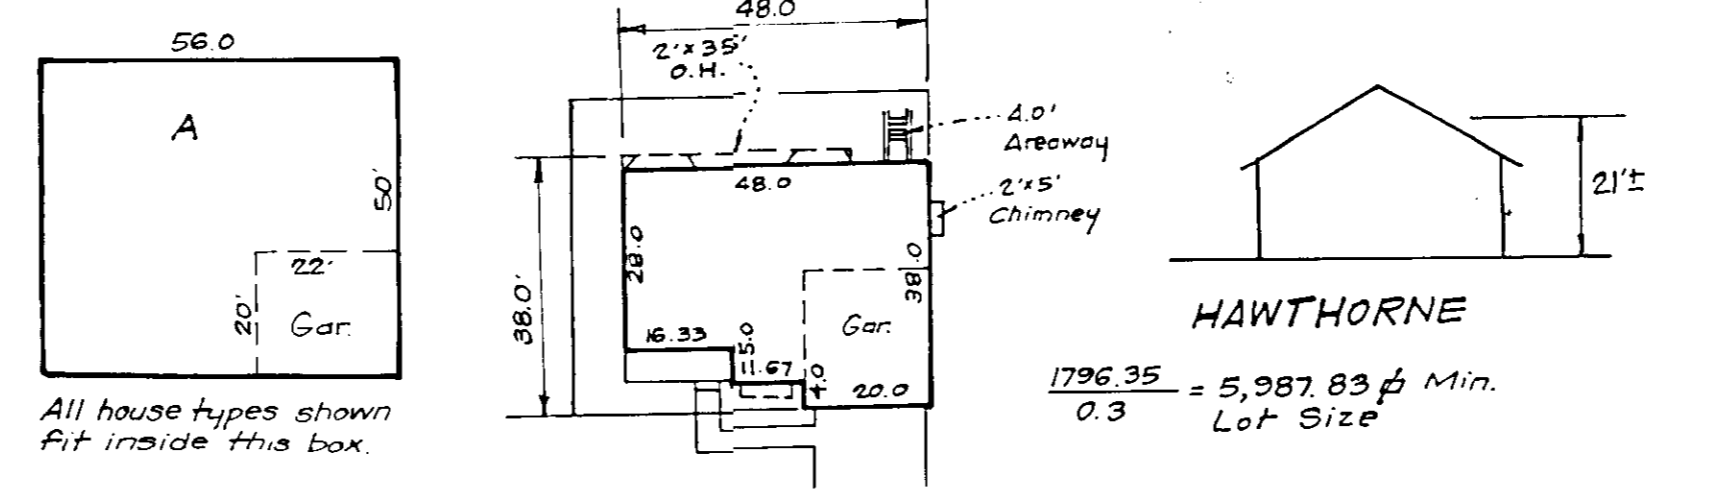 56.0
A
50'
22'
20'
Gar.
All house types shown
fit inside this box.
48.0
2'x35'
O.H.
4.0'
Areaway
48.0
2'x5'
Chimney
28.0
38.0
38.0'
16.33
5.0
11.67
4.0
Gar.
20.0
21'±
HAWTHORNE
1796.35
0.3
= 5,987.83 ⏍ Min.
Lot Size